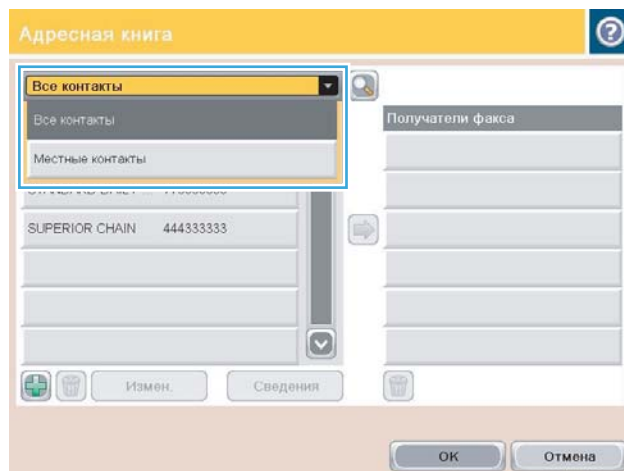 Адресная книга
Все контакты
Все контакты
Местные контакты
Получатели факса
SUPERIOR CHAIN 444333333
Измен.
Сведения
OK
Отмена